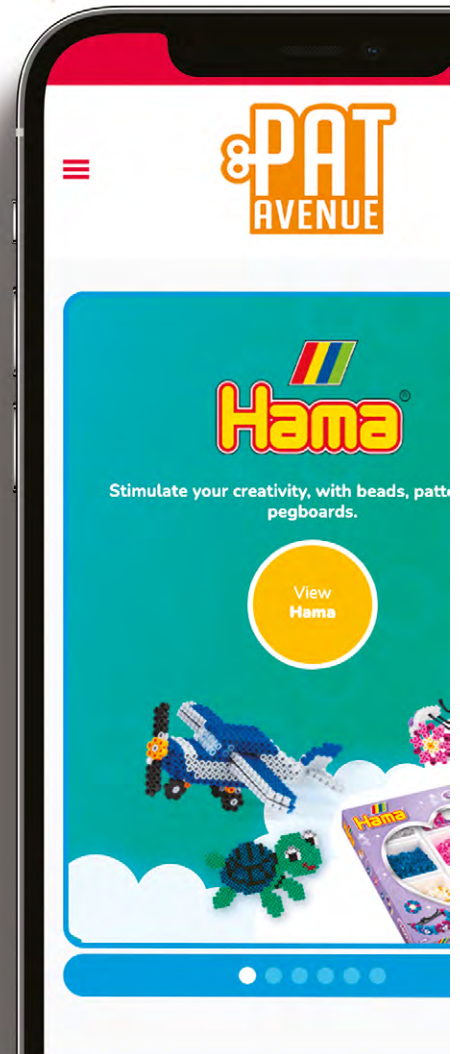 &PAT
AVENUE
Hama®
Stimulate your creativity, with beads, patte
pegboards.
View
Hama
Hama